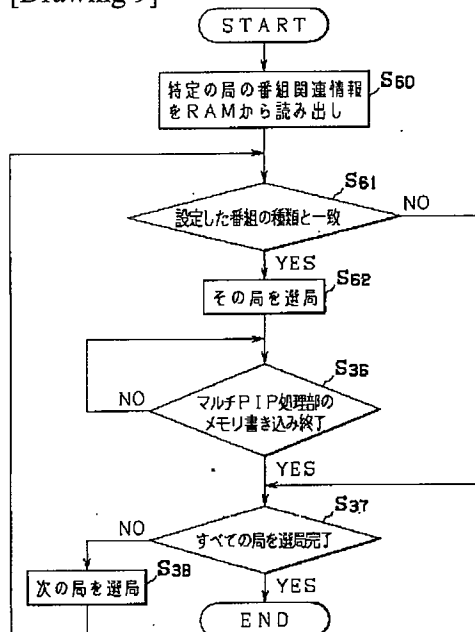 [Drawing 9]
START
特定の局の番組関連情報
をRAMから読み出し
S60
S61
設定した番組の種類と一致
NO
YES
S62
その局を選局
S36
NO
マルチPIP処理部の
メモリ書き込み終了
YES
S37
NO
すべての局を選局完了
S38
次の局を選局
YES
END